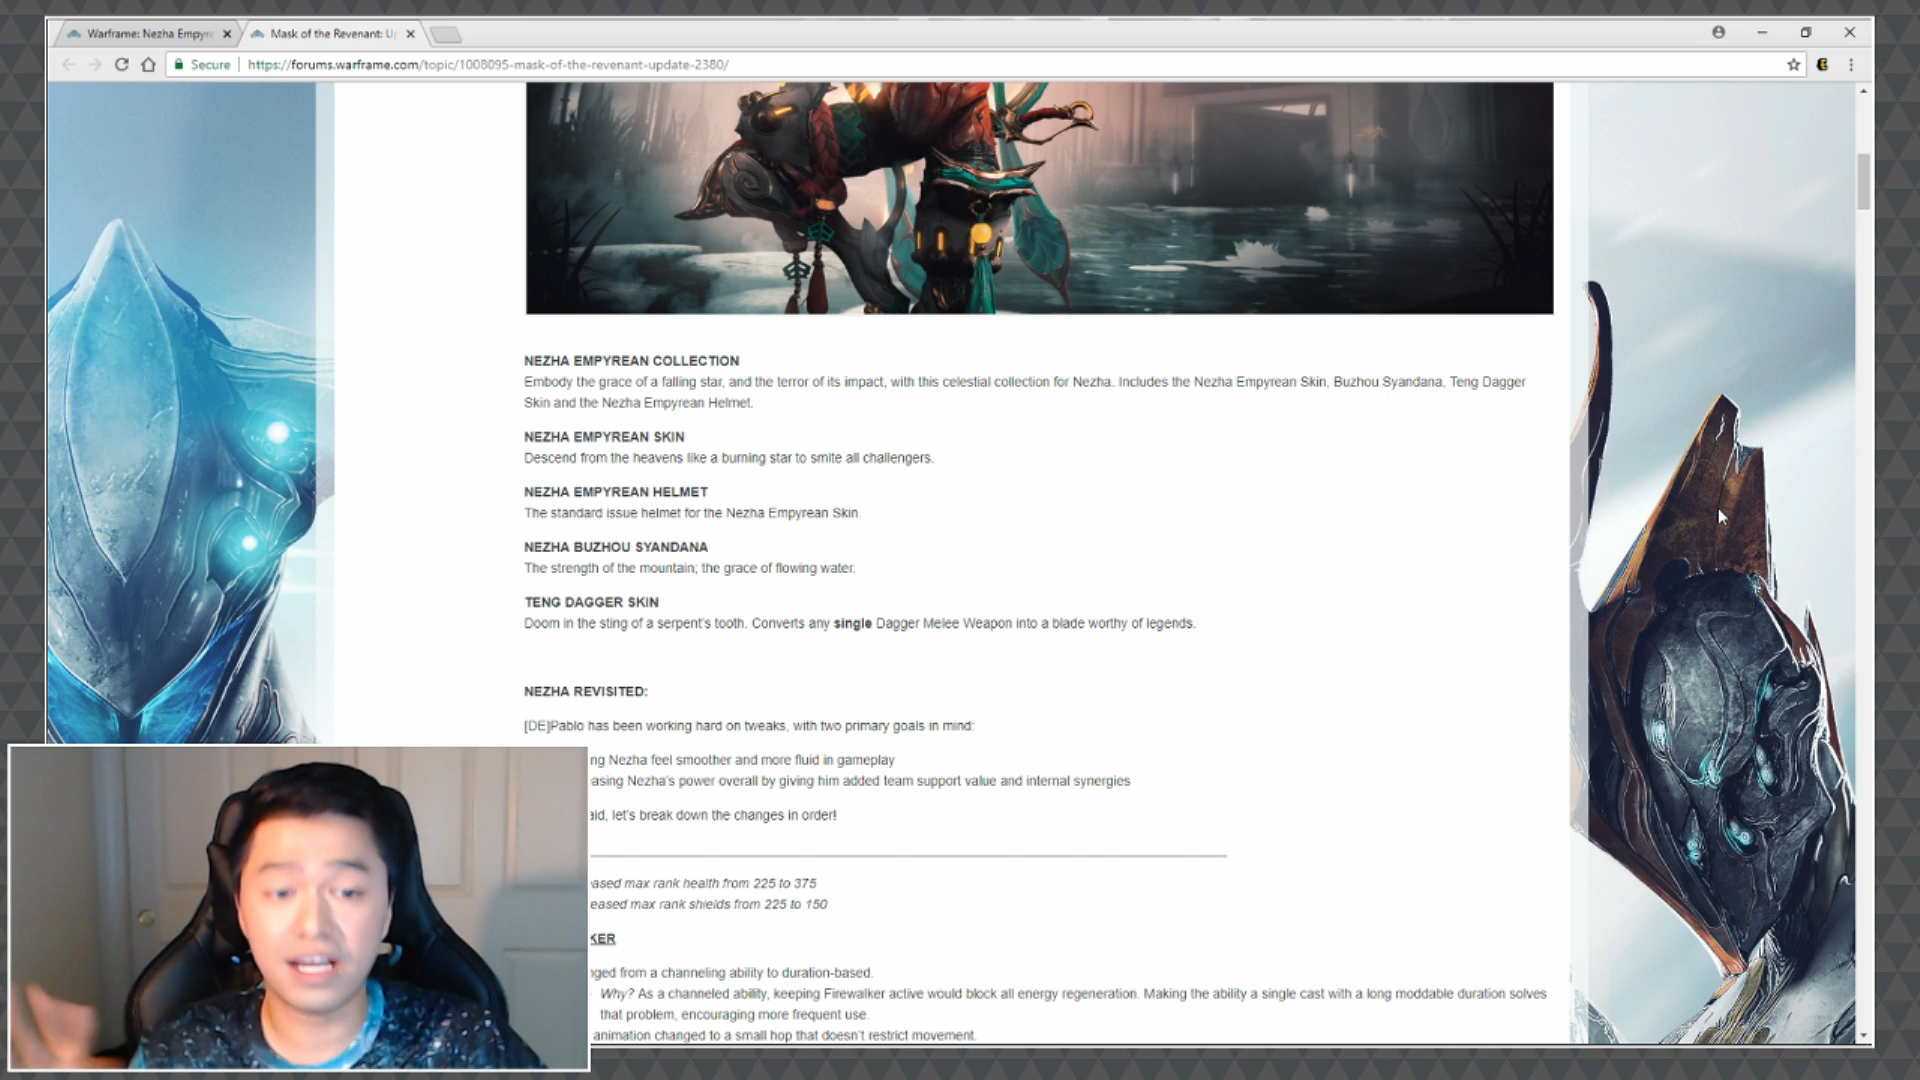 Warframe: Nezha Empyr
Mask of the Revenant: U
Secure
https://forums.warframe.com/topic/1008095-mask-of-the-revenant-update-2380/
NEZHA EMPYREAN COLLECTION
Embody the grace of a falling star, and the terror of its impact, with this celestial collection for Nezha. Includes the Nezha Empyrean Skin, Buzhou Syandana, Teng Dagger
Skin and the Nezha Empyrean Helmet.
NEZHA EMPYREAN SKIN
Descend from the heavens like a burning star to smite all challengers.
NEZHA EMPYREAN HELMET
The standard issue helmet for the Nezha Empyrean Skin.
NEZHA BUZHOU SYANDANA
The strength of the mountain; the grace of flowing water.
TENG DAGGER SKIN
Doom in the sting of a serpent's tooth. Converts any single Dagger Melee Weapon into a blade worthy of legends.
NEZHA REVISITED:
[DE]Pablo has been working hard on tweaks, with two primary goals in mind:
ng Nezha feel smoother and more fluid in gameplay
asing Nezha's power overall by giving him added team support value and internal synergies
aid, let's break down the changes in order!
ased max rank health from 225 to 375
eased max rank shields from 225 to 150
KER
nged from a channeling ability to duration-based.
Why? As a channeled ability, keeping Firewalker active would block all energy regeneration. Making the ability a single cast with a long moddable duration solves
that problem, encouraging more frequent use.
animation changed to a small hop that doesn't restrict movement.